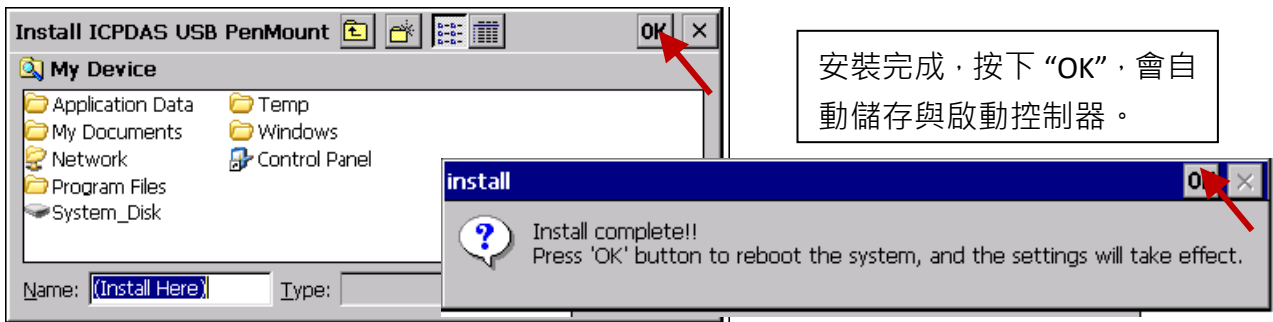 Install ICPDAS USB PenMount OK
My Device
Application Data Temp
My Documents Windows
Network Control Panel
Program Files
System_Disk
Name: (Install Here) Type:
安裝完成，按下 “OK”，會自
動儲存與啟動控制器。
install OK
Install complete!!
Press 'OK' button to reboot the system, and the settings will take effect.